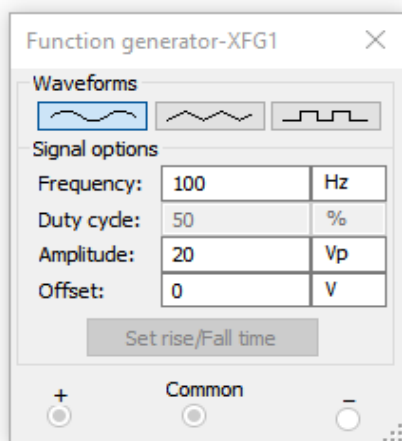 Function generator-XFG1
Waveforms
Signal options
Frequency: 100 Hz
Duty cycle: 50 %
Amplitude: 20 Vp
Offset: 0 V
Set rise/Fall time
+ Common −